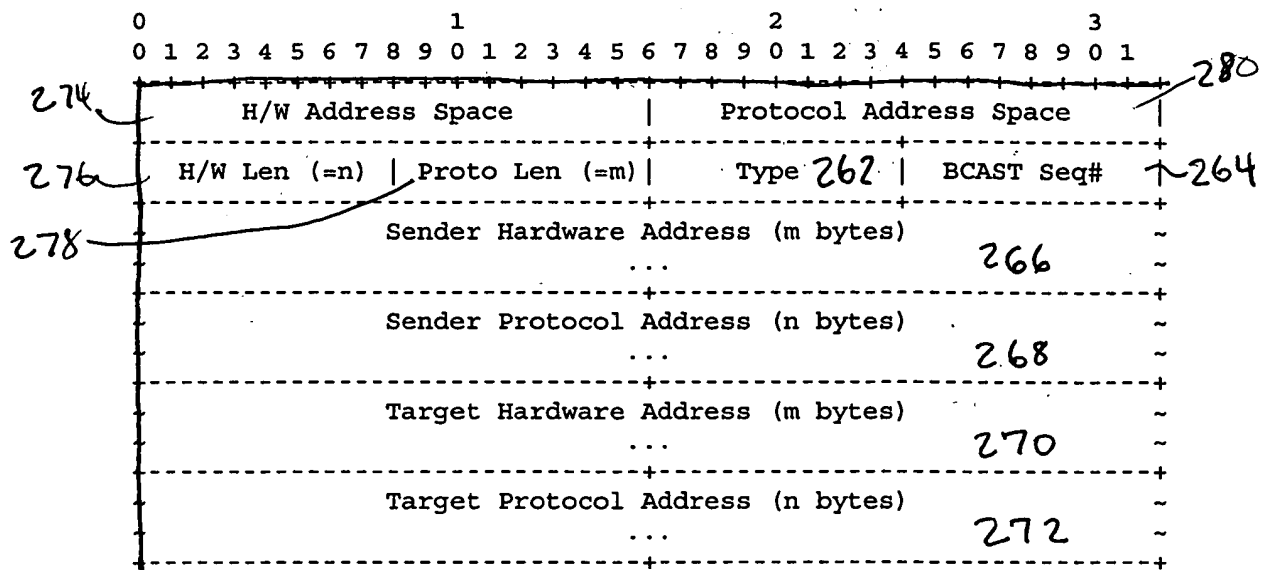 0 1 2 3
0 1 2 3 4 5 6 7 8 9 0 1 2 3 4 5 6 7 8 9 0 1 2 3 4 5 6 7 8 9 0 1
274 H/W Address Space | Protocol Address Space 280
276 H/W Len (=n) | Proto Len (=m) | Type 262 | BCAST Seq# 264
278 Sender Hardware Address (m bytes)
... 266
Sender Protocol Address (n bytes)
... 268
Target Hardware Address (m bytes)
... 270
Target Protocol Address (n bytes)
... 272